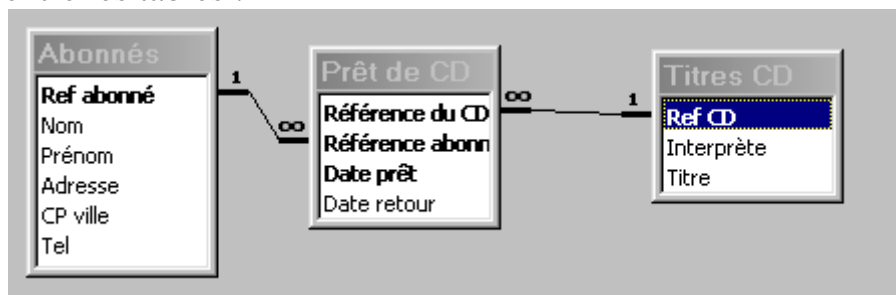 Abonnés
Ref abonné
Nom
Prénom
Adresse
CP ville
Tel
1
∞
Prêt de CD
Référence du CD
Référence abonn
Date prêt
Date retour
∞
1
Titres CD
Ref CD
Interprète
Titre